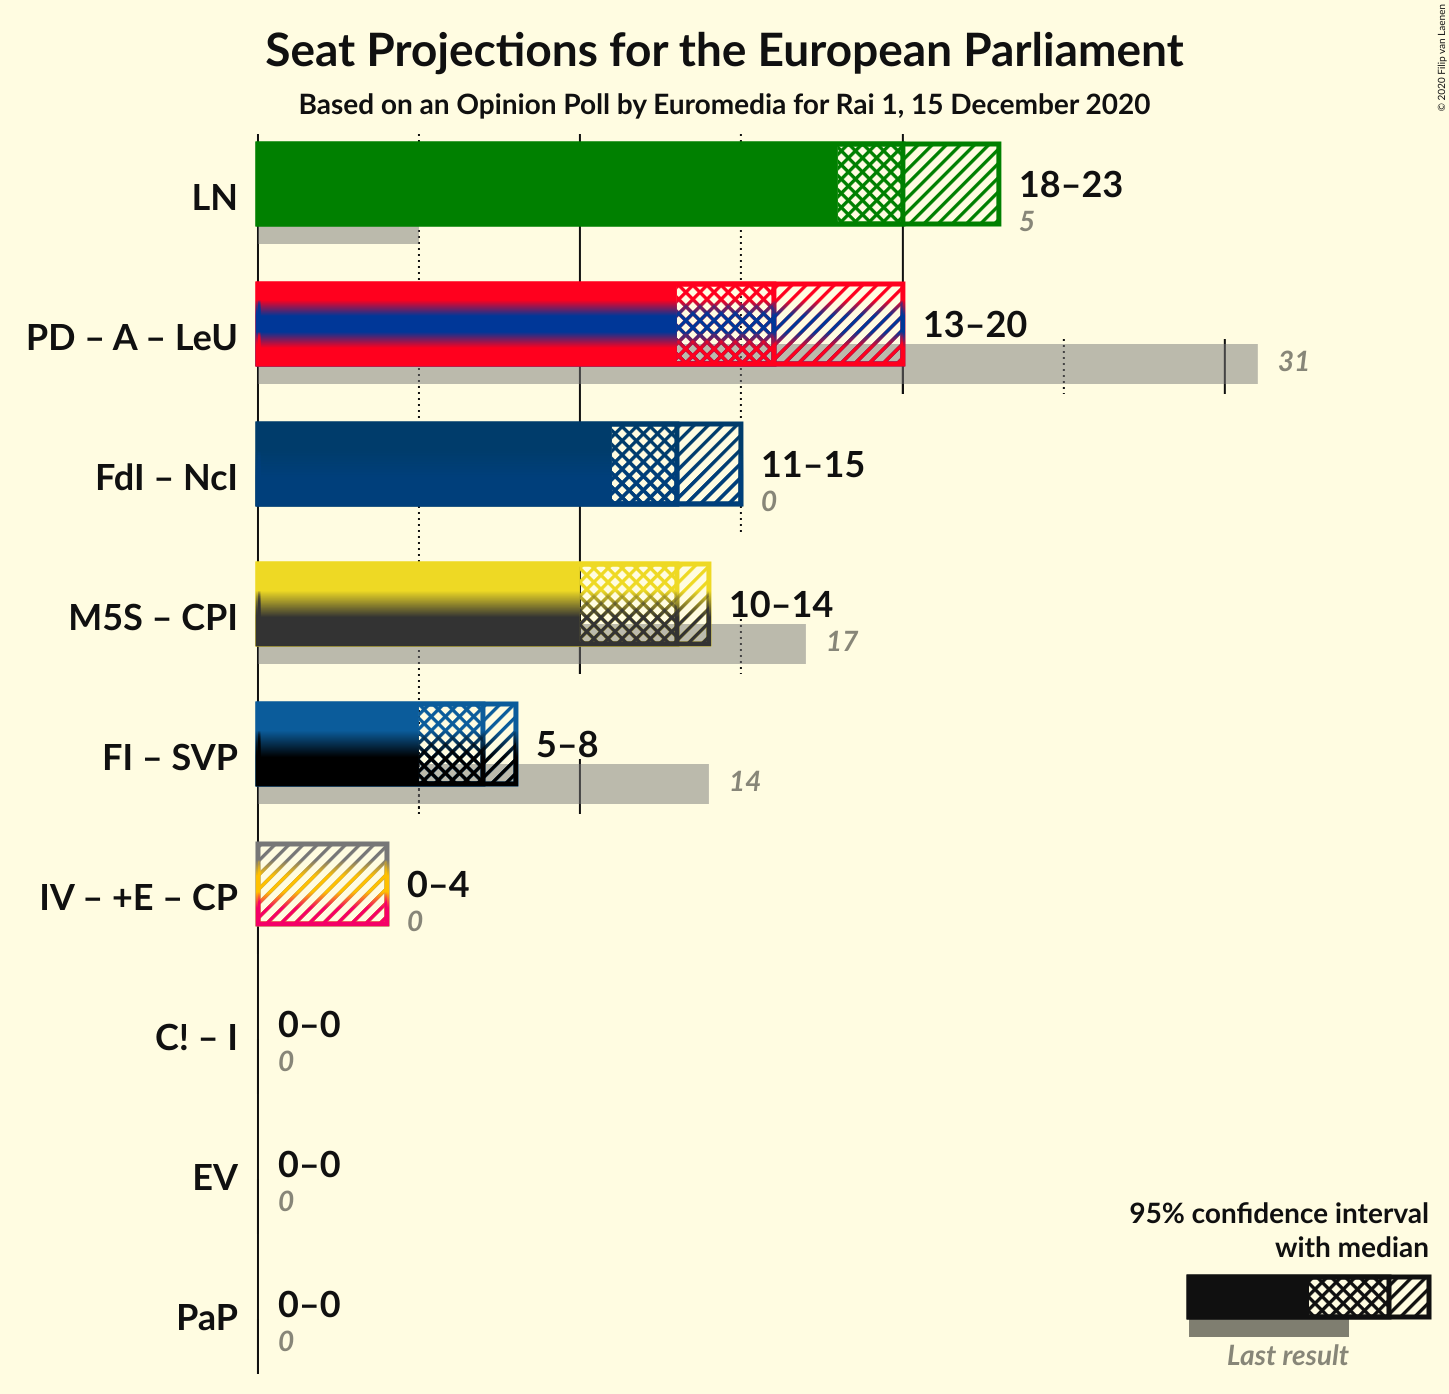 Seat Projections for the European Parliament
Based on an Opinion Poll by Euromedia for Rai 1, 15 December 2020
© 2020 Filip van Laenen
LN
18–23
5
PD – A – LeU
13–20
31
FdI – NcI
11–15
0
M5S – CPI
10–14
17
FI – SVP
5–8
14
IV – +E – CP
0–4
0
C! – I
0–0
0
EV
0–0
0
PaP
0–0
0
95% confidence interval
with median
Last result